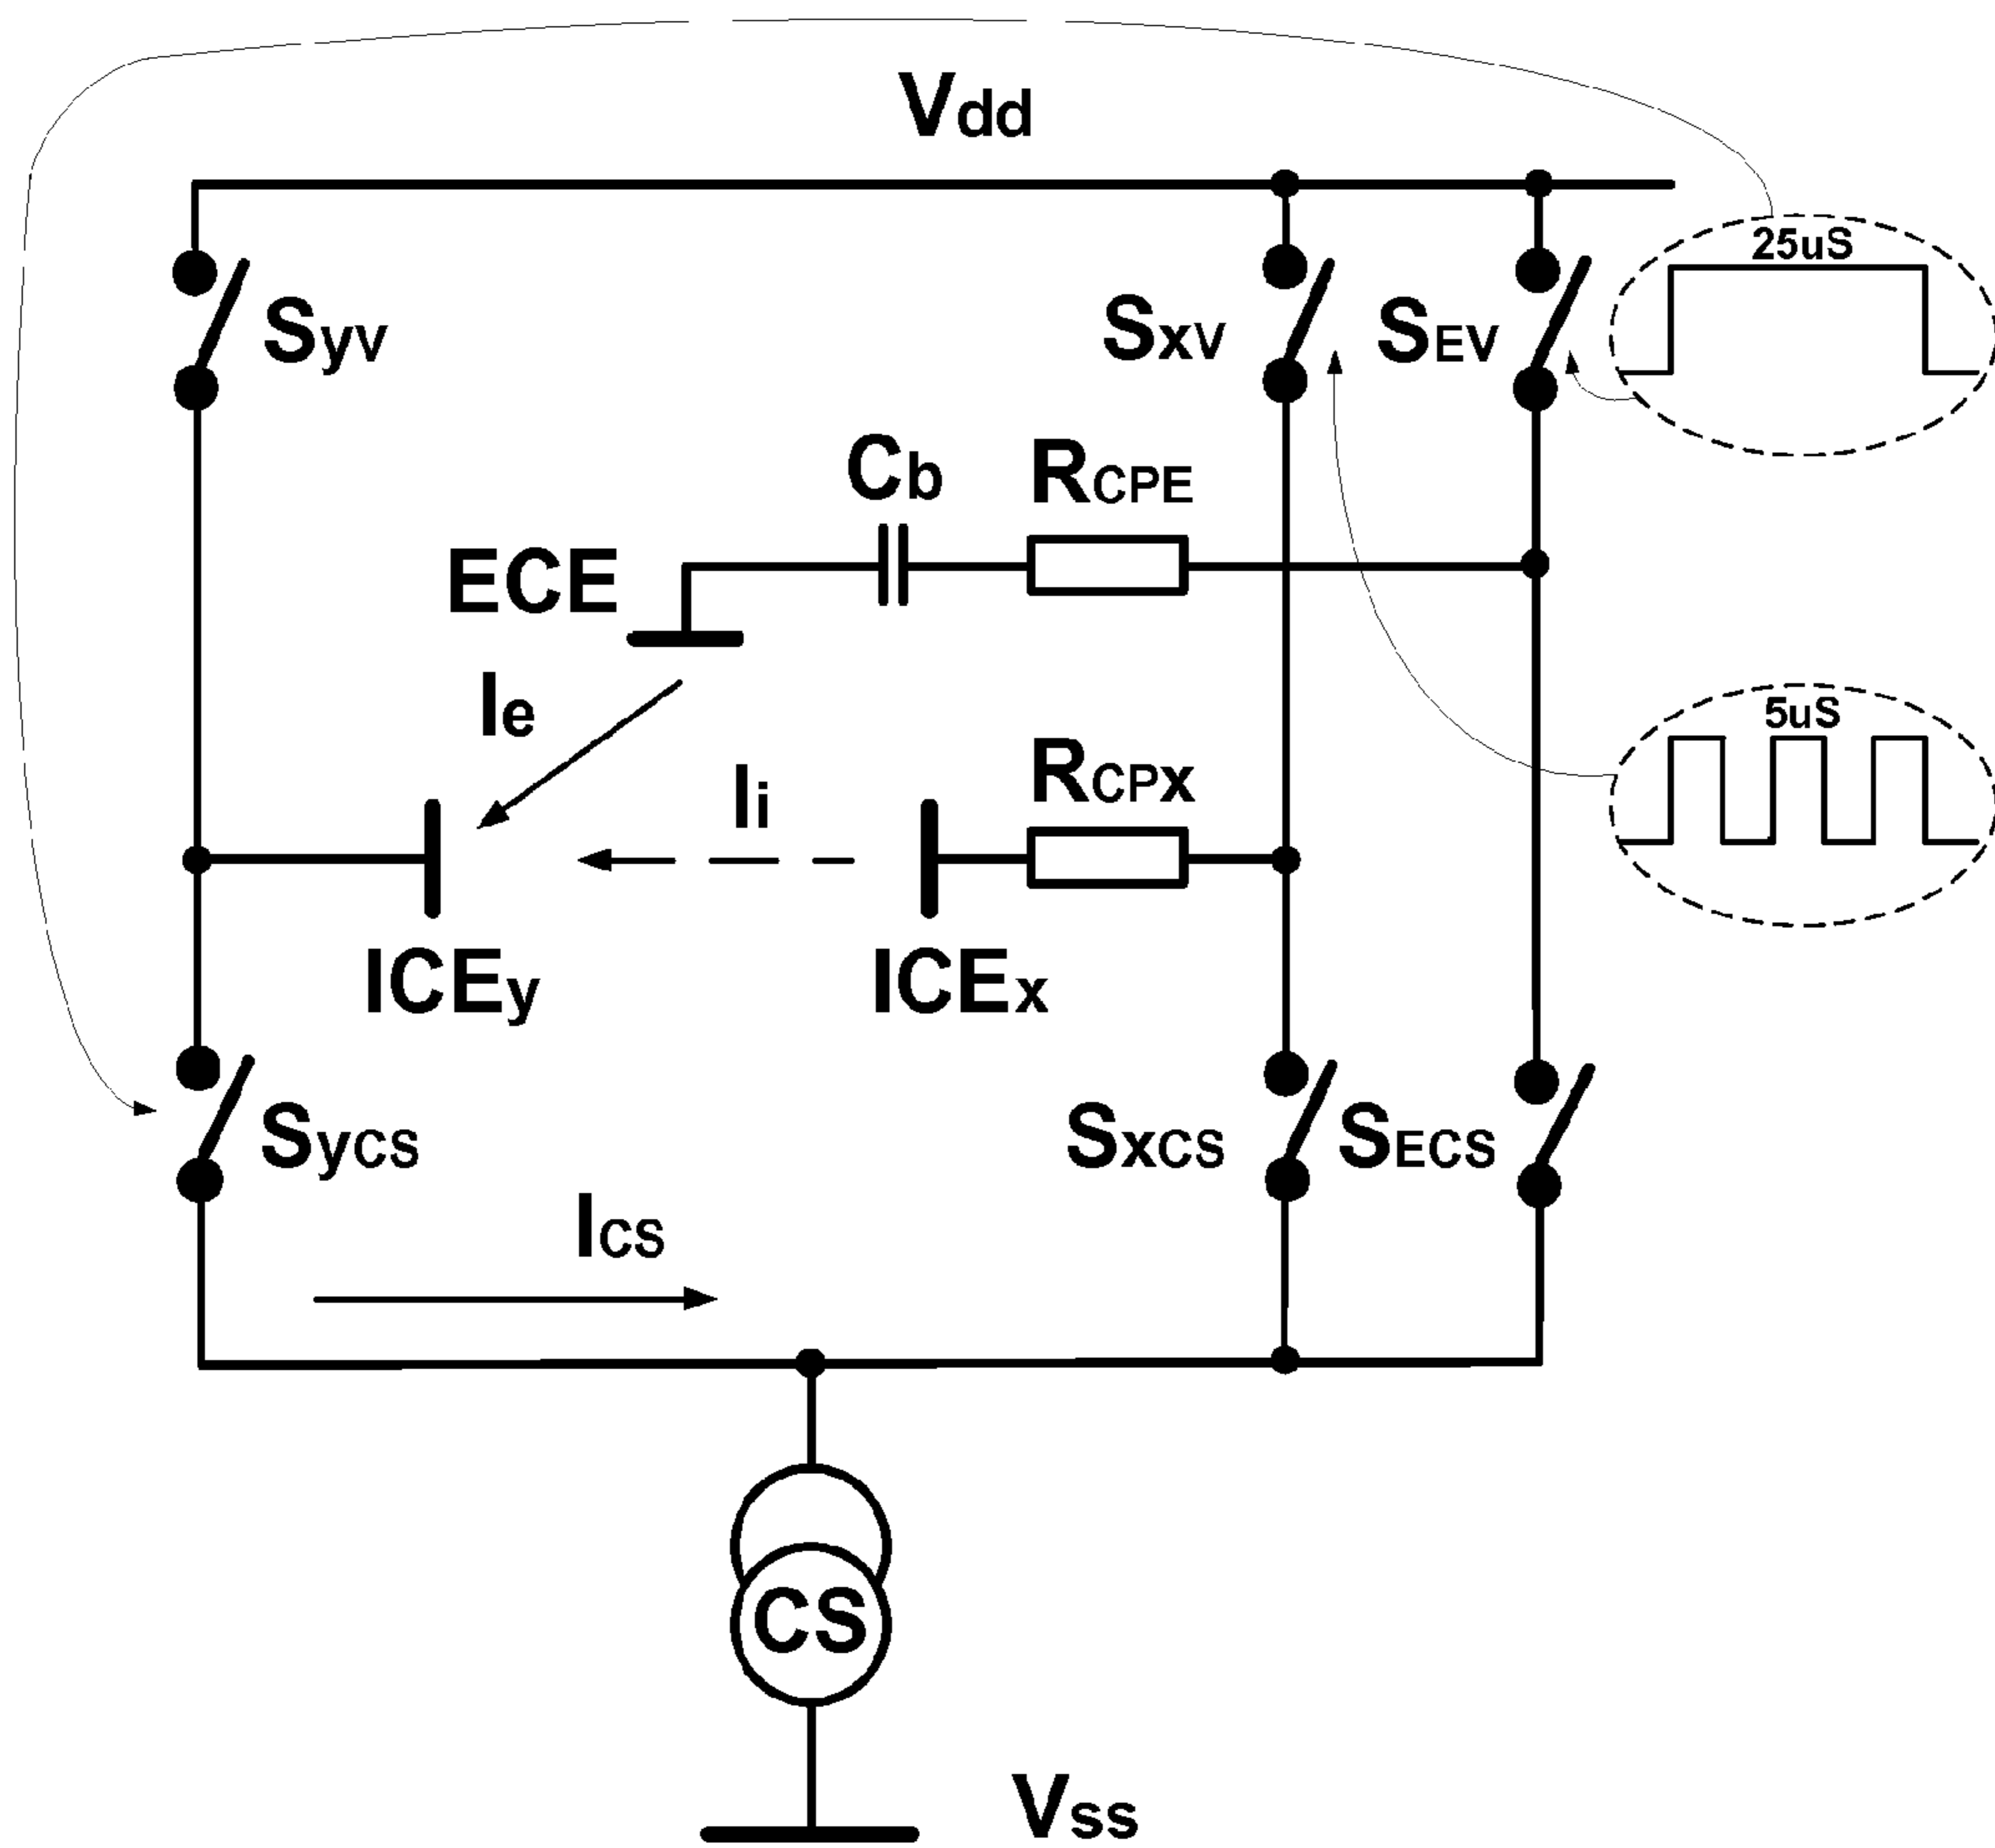 Vdd
25uS
SyV
SxV
SEV
Cb
RCPE
ECE
Ie
5uS
Ii
RCPx
ICEy
ICEx
SyCS
SxCS
SECS
ICS
CS
Vss